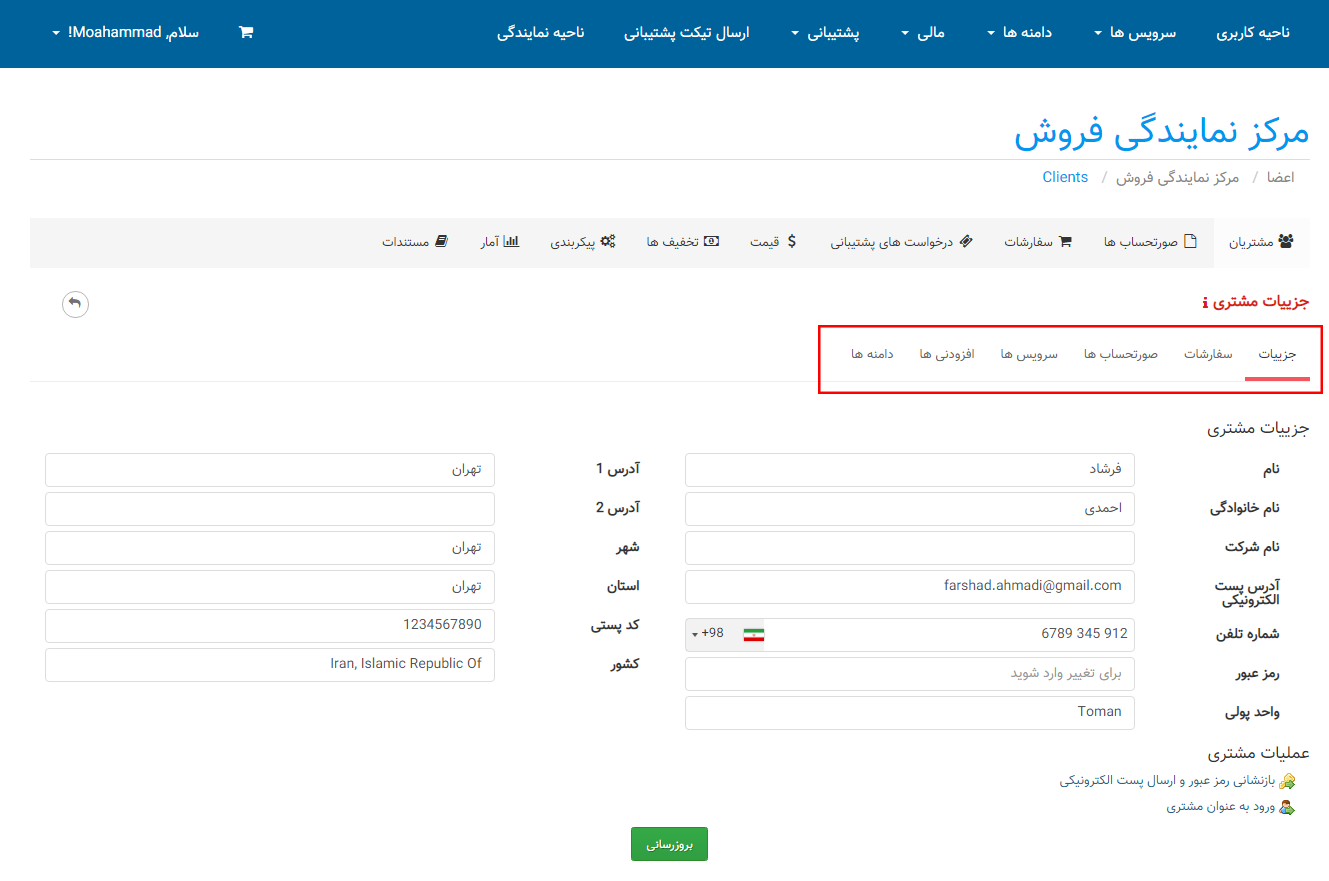 ناحیه کاربری سرویس ها دامنه ها مالی پشتیبانی ارسال تیکت پشتیبانی ناحیه نمایندگی سلام, Moahammad!
مرکز نمایندگی فروش
اعضا / مرکز نمایندگی فروش / Clients
مشتریان صورتحساب ها سفارشات درخواست های پشتیبانی قیمت تخفیف ها پیکربندی آمار مستندات
جزییات مشتری
جزییات سفارشات صورتحساب ها سرویس ها افزودنی ها دامنه ها
جزییات مشتری
نام فرشاد آدرس 1 تهران
نام خانوادگی احمدی آدرس 2
نام شرکت شهر تهران
آدرس پست الکترونیکی farshad.ahmadi@gmail.com استان تهران
شماره تلفن +98 912 345 6789 کد پستی 1234567890
رمز عبور برای تغییر وارد شوید کشور Iran, Islamic Republic Of
واحد پولی Toman
عملیات مشتری
بازنشانی رمز عبور و ارسال پست الکترونیکی
ورود به عنوان مشتری
بروزرسانی